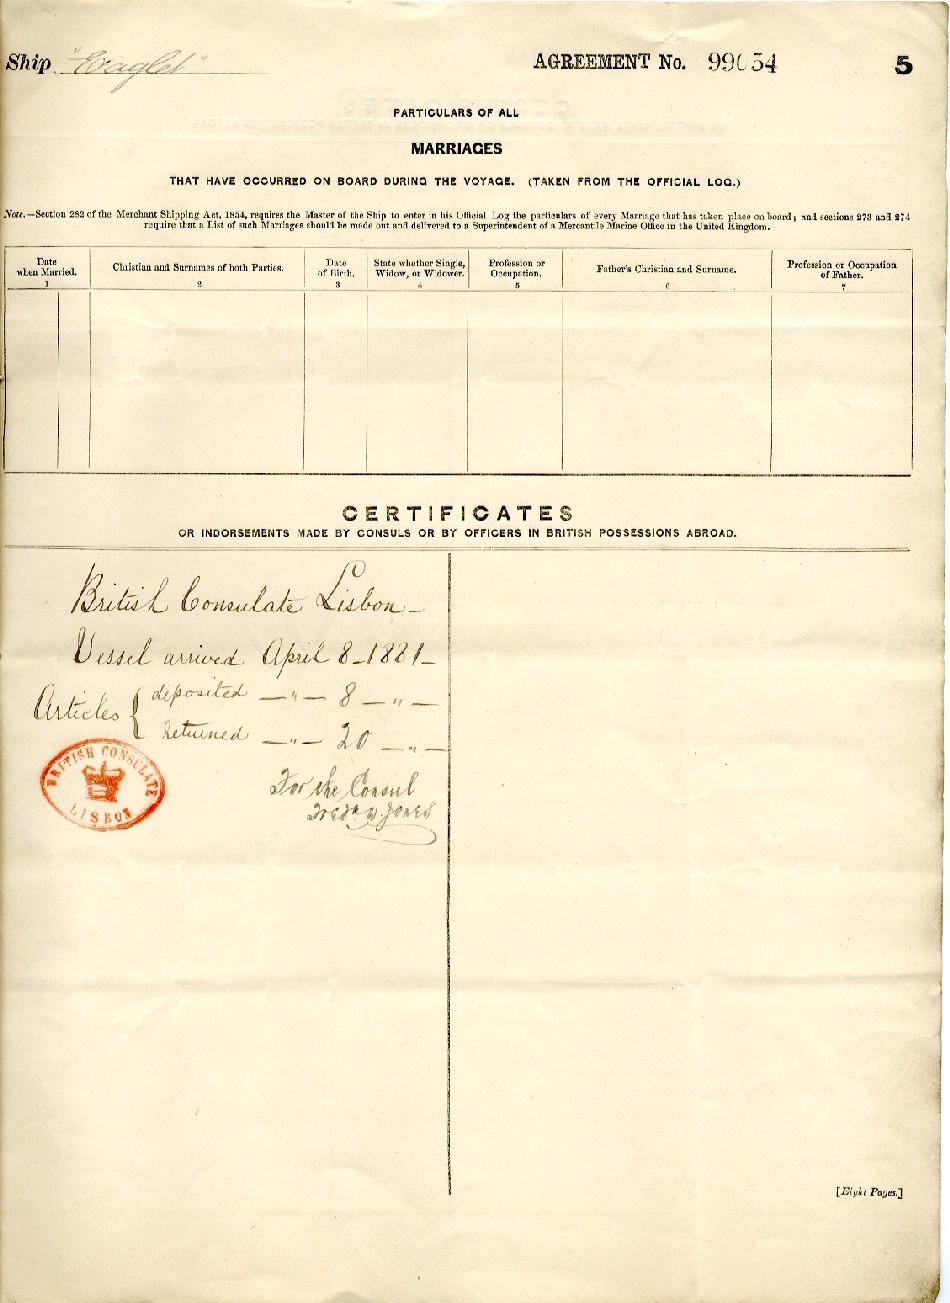 Ship "Eaglet" AGREEMENT No. 99054 5
PARTICULARS OF ALL
MARRIAGES
THAT HAVE OCCURRED ON BOARD DURING THE VOYAGE. (TAKEN FROM THE OFFICIAL LOG.)
Note.—Section 282 of the Merchant Shipping Act, 1854, requires the Master of the Ship to enter in his Official Log the particulars of every Marriage that has taken place on board; and sections 273 and 274
require that a List of such Marriages should be made out and delivered to a Superintendent of a Mercantile Marine Office in the United Kingdom.
Date when Married. 1
Christian and Surnames of both Parties. 2
Date of Birth. 3
State whether Single, Widow, or Widower. 4
Profession or Occupation. 5
Father's Christian and Surname. 6
Profession or Occupation of Father. 7
CERTIFICATES
OR INDORSEMENTS MADE BY CONSULS OR BY OFFICERS IN BRITISH POSSESSIONS ABROAD.
British Consulate Lisbon —
Vessel arrived April 8 – 1881 –
Articles { deposited — " — 8 — " —
returned — " — 20 — " —
For the Consul
W. Jones
BRITISH CONSULATE
LISBON
[Eight Pages.]